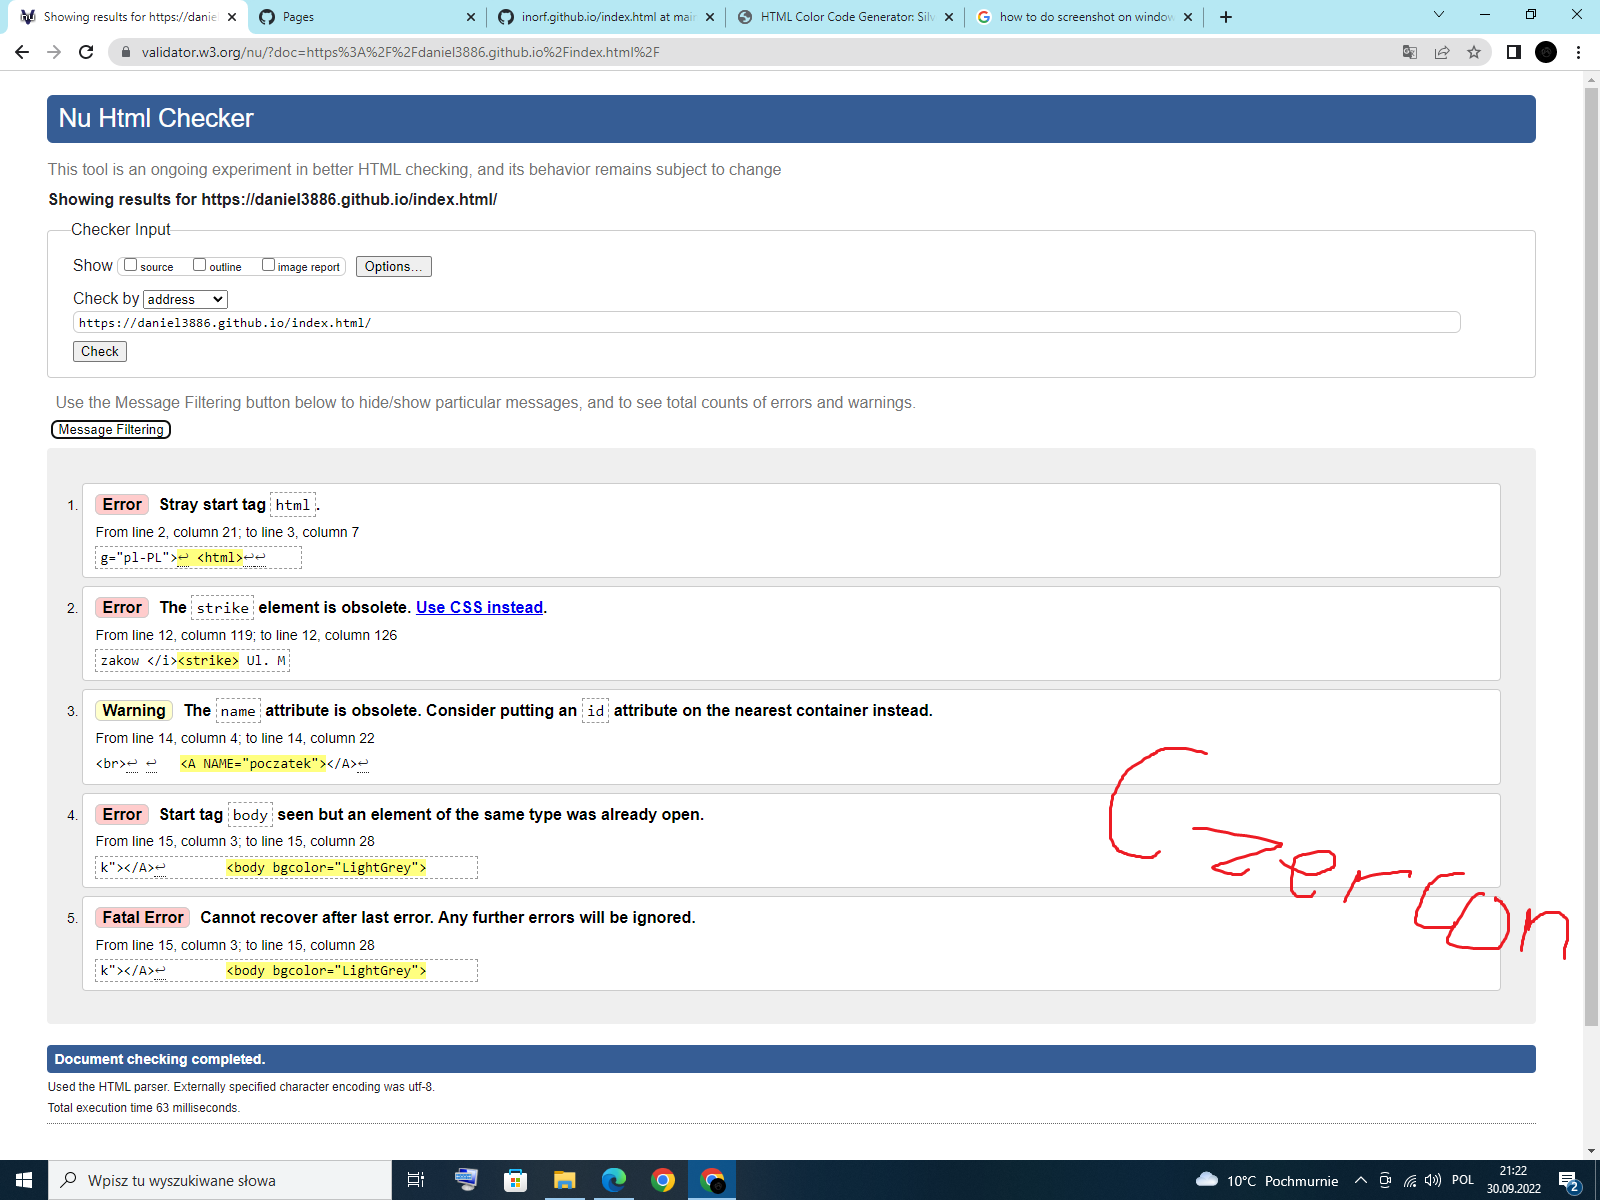 Showing results for https://danie
Pages
inorf.github.io/index.html at main
HTML Color Code Generator: Silv
how to do screenshot on window
validator.w3.org/nu/?doc=https%3A%2F%2Fdaniel3886.github.io%2Findex.html%2F
Nu Html Checker
This tool is an ongoing experiment in better HTML checking, and its behavior remains subject to change
Showing results for https://daniel3886.github.io/index.html/
Checker Input
Show source outline image report Options...
Check by address
https://daniel3886.github.io/index.html/
Check
Use the Message Filtering button below to hide/show particular messages, and to see total counts of errors and warnings.
Message Filtering
1. Error Stray start tag html.
From line 2, column 21; to line 3, column 7
g="pl-PL">↩ <html>↩↩
2. Error The strike element is obsolete. Use CSS instead.
From line 12, column 119; to line 12, column 126
zakow </i><strike> Ul. M
3. Warning The name attribute is obsolete. Consider putting an id attribute on the nearest container instead.
From line 14, column 4; to line 14, column 22
<br>↩ ↩ <A NAME="poczatek"></A>↩
4. Error Start tag body seen but an element of the same type was already open.
From line 15, column 3; to line 15, column 28
k"></A>↩ <body bgcolor="LightGrey">
5. Fatal Error Cannot recover after last error. Any further errors will be ignored.
From line 15, column 3; to line 15, column 28
k"></A>↩ <body bgcolor="LightGrey">
Document checking completed.
Used the HTML parser. Externally specified character encoding was utf-8.
Total execution time 63 milliseconds.
Wpisz tu wyszukiwane słowa
10°C Pochmurnie
POL
21:22
30.09.2022
2